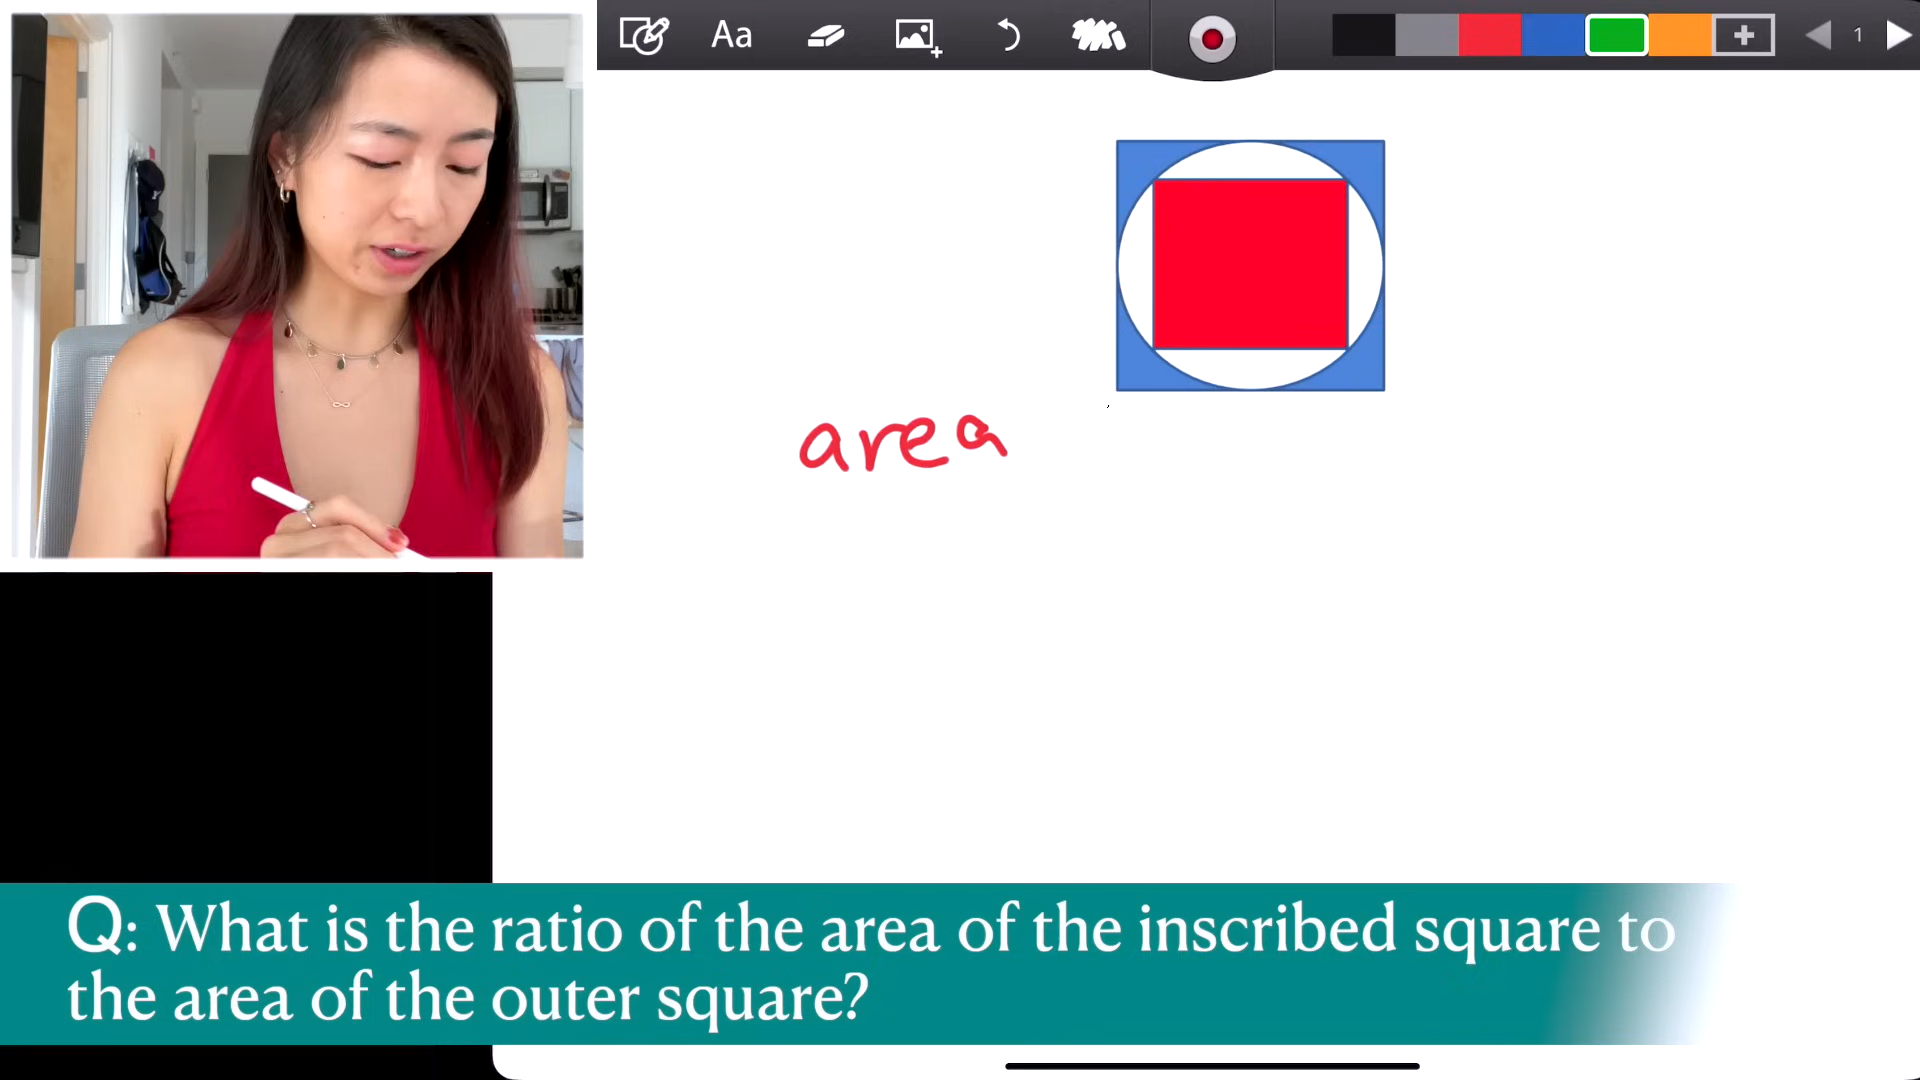 Aa
1
area
Q: What is the ratio of the area of the inscribed square to
the area of the outer square?